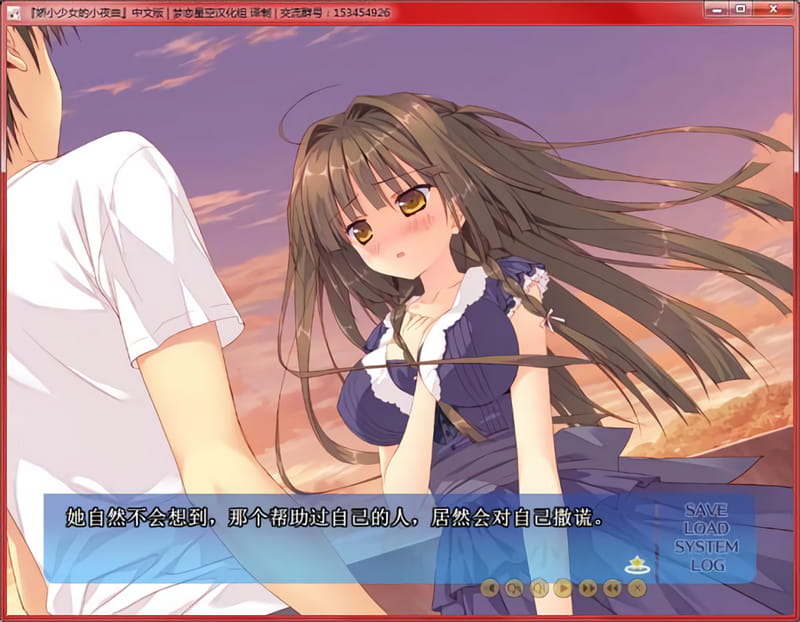 『娇小少女的小夜曲』中文版 | 梦恋星空汉化组 译制 | 交流群号：153454926
她自然不会想到，那个帮助过自己的人，居然会对自己撒谎。
SAVE
LOAD
SYSTEM
LOG